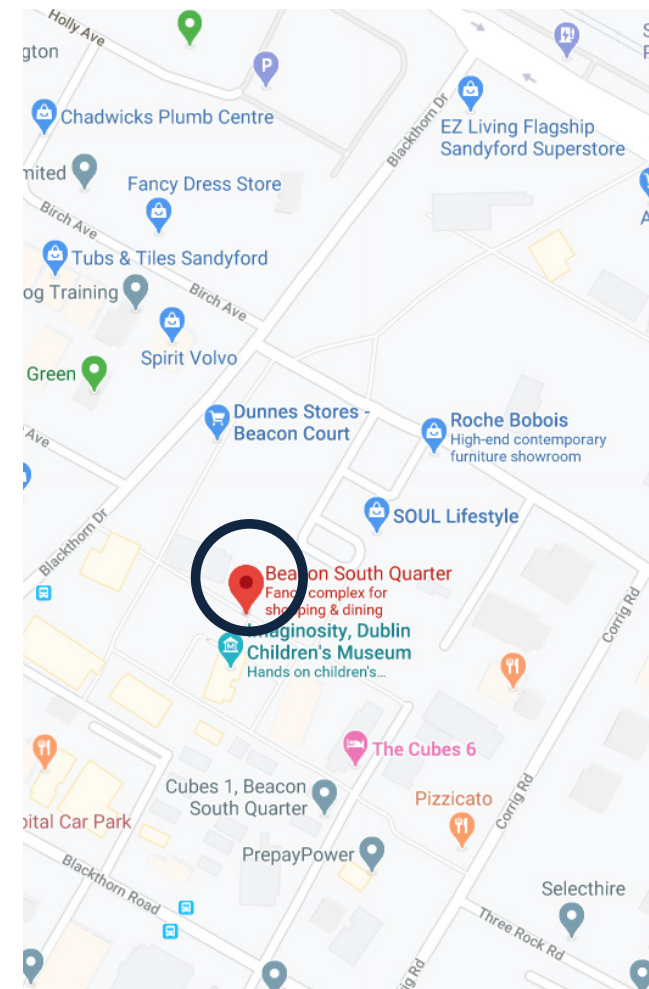 Holly Ave
gton
P
S
F
Chadwicks Plumb Centre
Blackthorn Dr
EZ Living Flagship
Sandyford Superstore
mited
Fancy Dress Store
A
Birch Ave
Tubs & Tiles Sandyford
og Training
Birch Ave
Spirit Volvo
Green
Dunnes Stores -
Beacon Court
Roche Bobois
High-end contemporary
furniture showroom
Ave
SOUL Lifestyle
Blackthorn Dr
Beacon South Quarter
Fancy complex for
shopping & dining
Imaginosity, Dublin
Children's Museum
Hands on children's...
Corrig Rd
The Cubes 6
Cubes 1, Beacon
South Quarter
Pizzicato
Corrig Rd
pital Car Park
PrepayPower
Blackthorn Road
Selecthire
Three Rock Rd
ig Rd